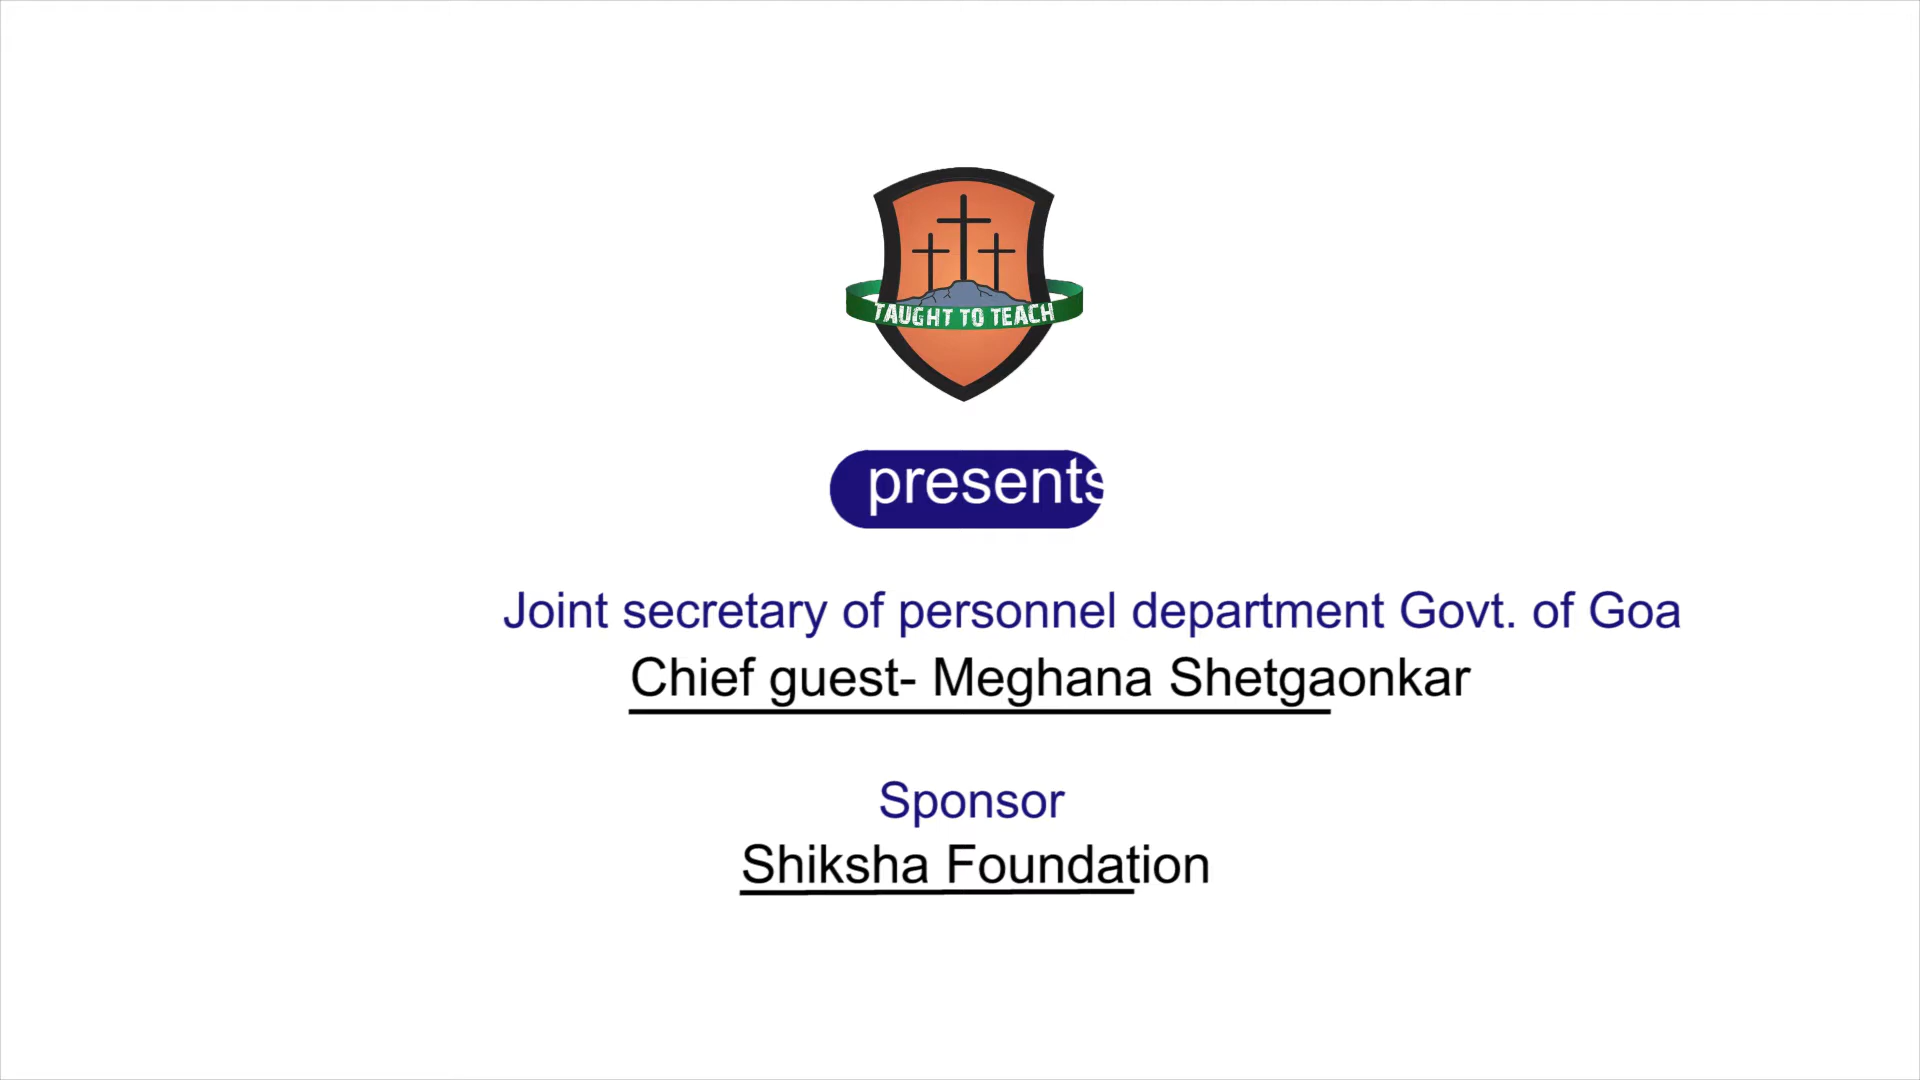 TAUGHT TO TEACH
presents
Joint secretary of personnel department Govt. of Goa
Chief guest- Meghana Shetgaonkar
Sponsor
Shiksha Foundation